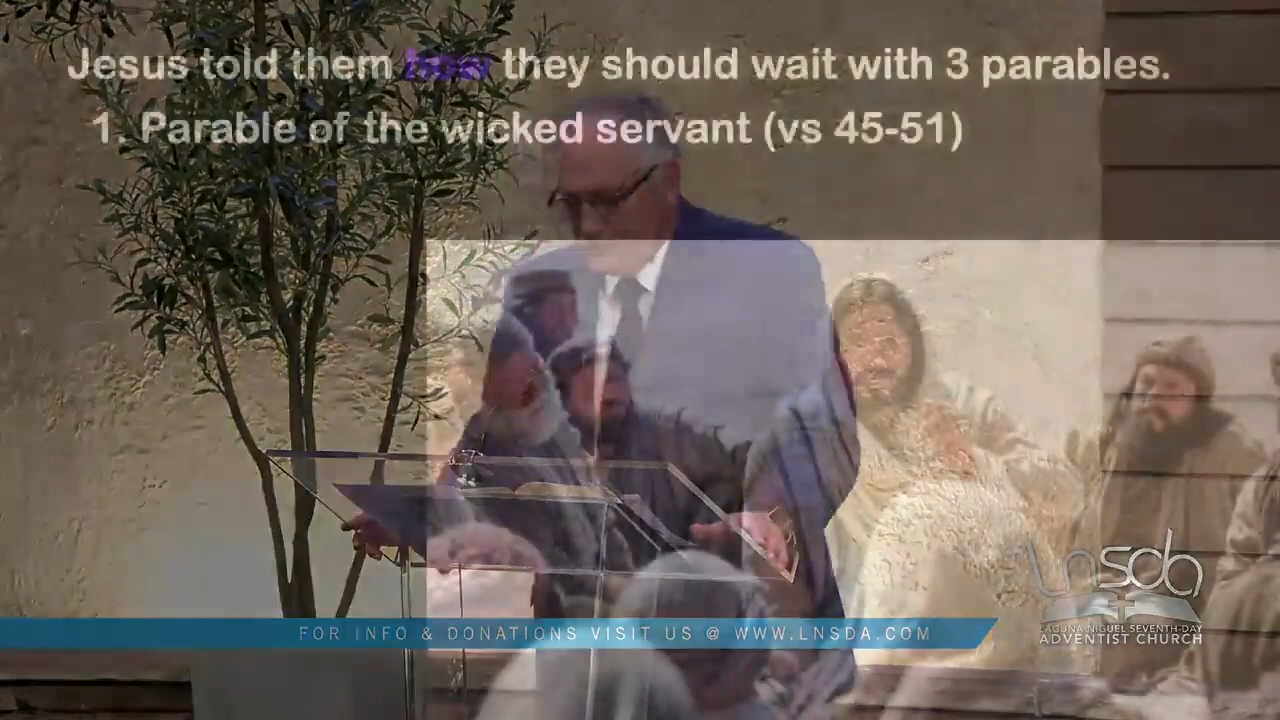 Jesus told them how they should wait with 3 parables.
1. Parable of the wicked servant (vs 45-51)
FOR INFO & DONATIONS VISIT US @ WWW.LNSDA.COM
Lnsda
LAGUNA NIGUEL SEVENTH-DAY
ADVENTIST CHURCH